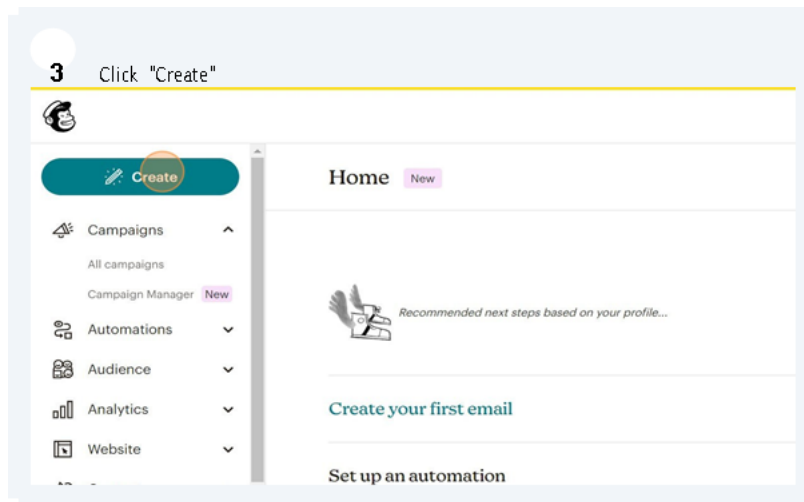 3 Click "Create"
Create
Home New
Campaigns
All campaigns
Campaign Manager New
Recommended next steps based on your profile...
Automations
Audience
Analytics
Create your first email
Website
Set up an automation